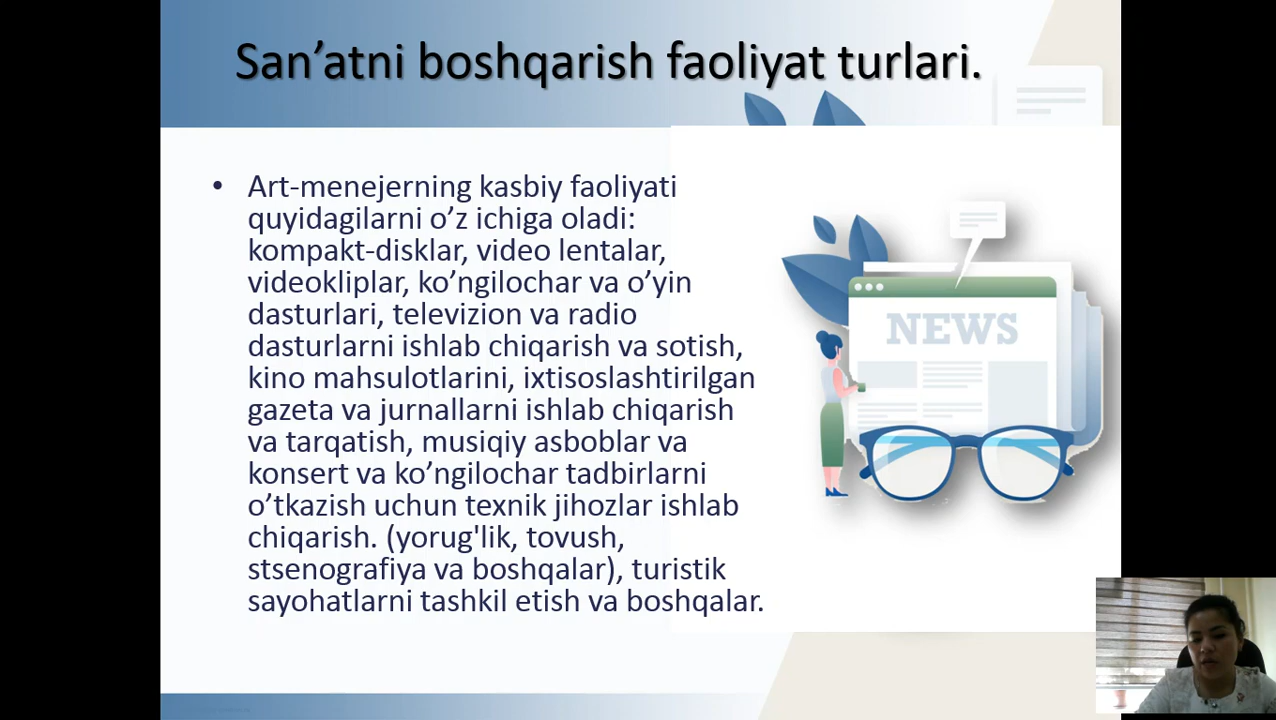 San’atni boshqarish faoliyat turlari.
• Art-menejerning kasbiy faoliyati
quyidagilarni o’z ichiga oladi:
kompakt-disklar, video lentalar,
videokliplar, ko’ngilochar va o’yin
dasturlari, televizion va radio
dasturlarni ishlab chiqarish va sotish,
kino mahsulotlarini, ixtisoslashtirilgan
gazeta va jurnallarni ishlab chiqarish
va tarqatish, musiqiy asboblar va
konsert va ko’ngilochar tadbirlarni
o’tkazish uchun texnik jihozlar ishlab
chiqarish. (yorug'lik, tovush,
stsenografiya va boshqalar), turistik
sayohatlarni tashkil etish va boshqalar.
NEWS